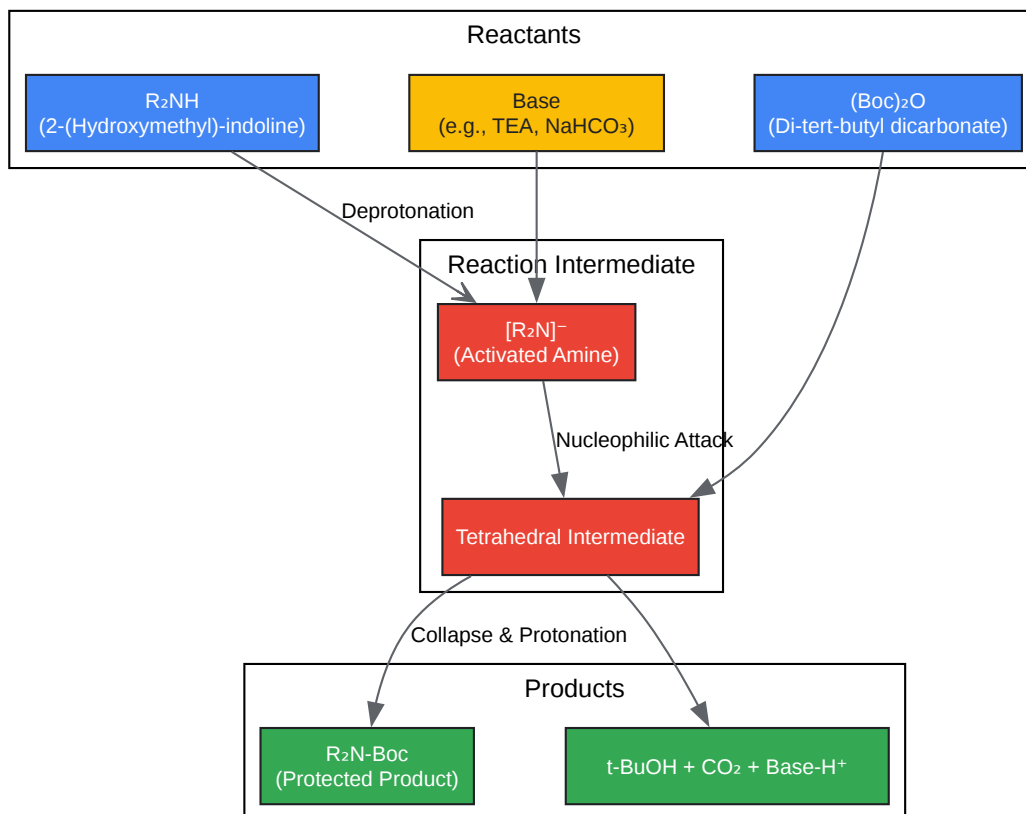 Reactants
R₂NH
(2-(Hydroxymethyl)-indoline)
Base
(e.g., TEA, NaHCO₃)
(Boc)₂O
(Di-tert-butyl dicarbonate)
Deprotonation
Reaction Intermediate
[R₂N]⁻
(Activated Amine)
Nucleophilic Attack
Tetrahedral Intermediate
Collapse & Protonation
Products
R₂N-Boc
(Protected Product)
t-BuOH + CO₂ + Base-H⁺